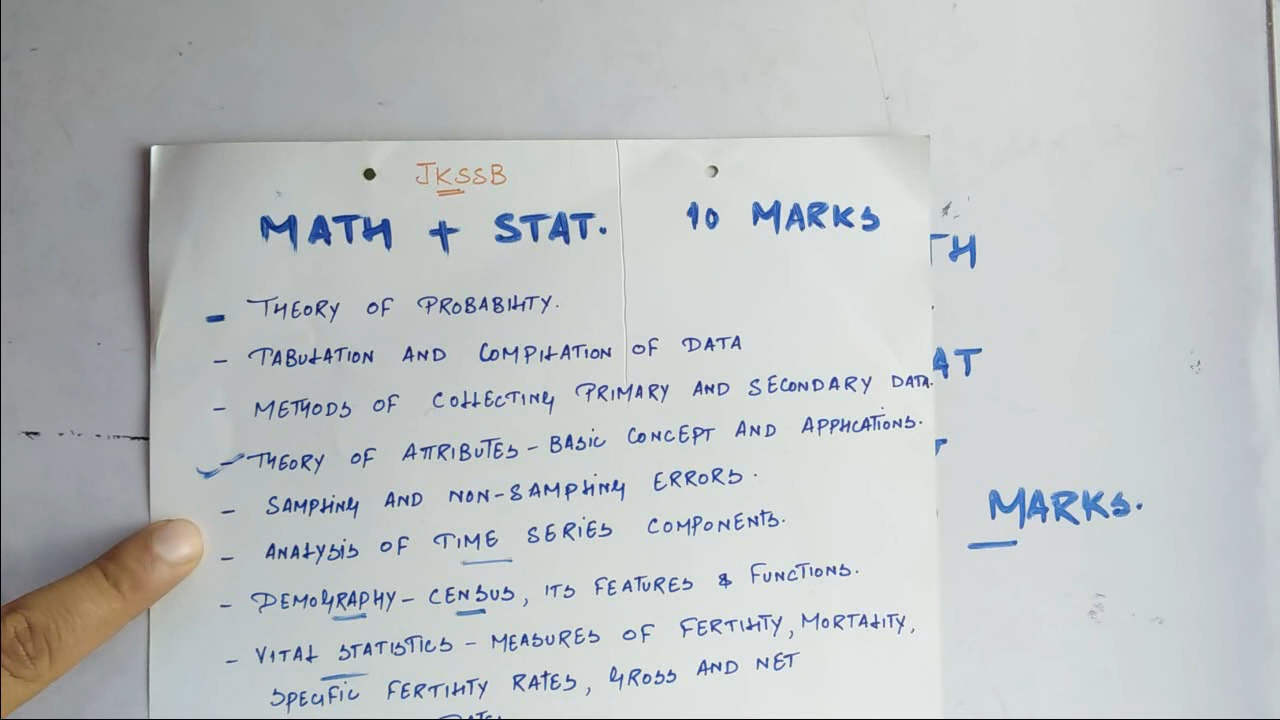 JKSSB
MATH + STAT. 10 MARKS
- THEORY OF PROBABILITY.
- TABULATION AND COMPILATION OF DATA
- METHODS OF COLLECTING PRIMARY AND SECONDARY DATA.
- THEORY OF ATTRIBUTES - BASIC CONCEPT AND APPLICATIONS.
- SAMPLING AND NON-SAMPLING ERRORS.
- ANALYSIS OF TIME SERIES COMPONENTS.
- DEMOGRAPHY - CENSUS, ITS FEATURES & FUNCTIONS.
- VITAL STATISTICS - MEASURES OF FERTILITY, MORTALITY,
SPECIFIC FERTILITY RATES, GROSS AND NET
TH
AT
MARKS.